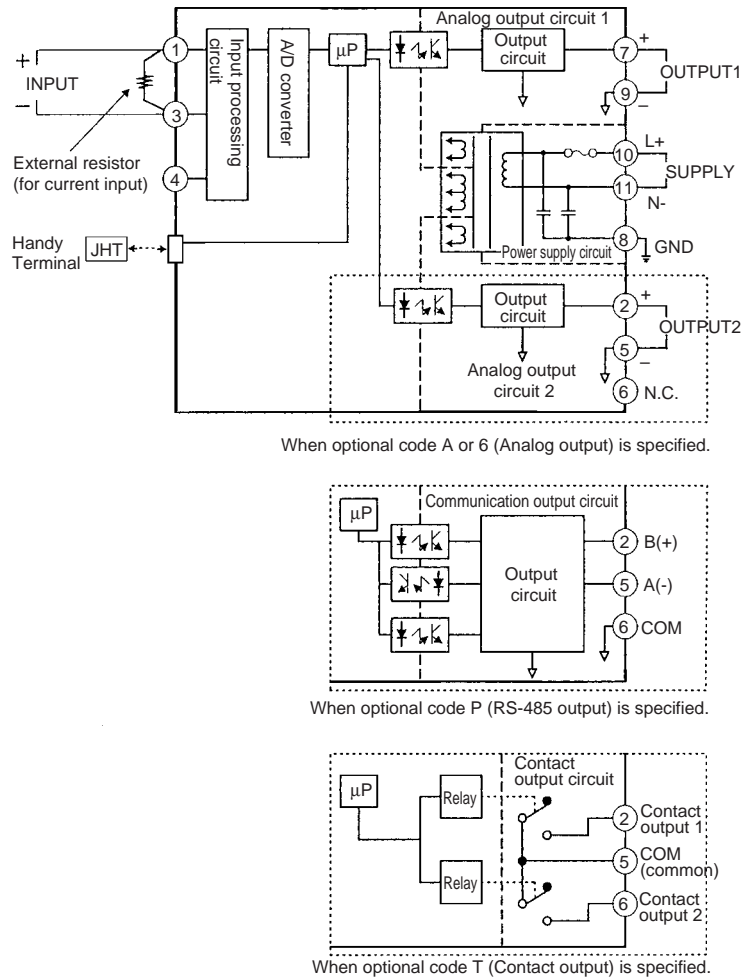 Analog output circuit 1
1
Input processing
circuit
A/D converter
μP
Output
circuit
7
+
+
INPUT
OUTPUT1
–
3
9
–
External resistor
(for current input)
4
L+
10
SUPPLY
11
N-
8
GND
Power supply circuit
Handy
Terminal
JHT
Output
circuit
2
+
OUTPUT2
5
–
Analog output
circuit 2
6
N.C.
When optional code A or 6 (Analog output) is specified.
Communication output circuit
μP
2
B(+)
Output
circuit
5
A(-)
6
COM
When optional code P (RS-485 output) is specified.
Contact
output circuit
μP
Relay
2
Contact
output 1
5
COM
(common)
Relay
6
Contact
output 2
When optional code T (Contact output) is specified.